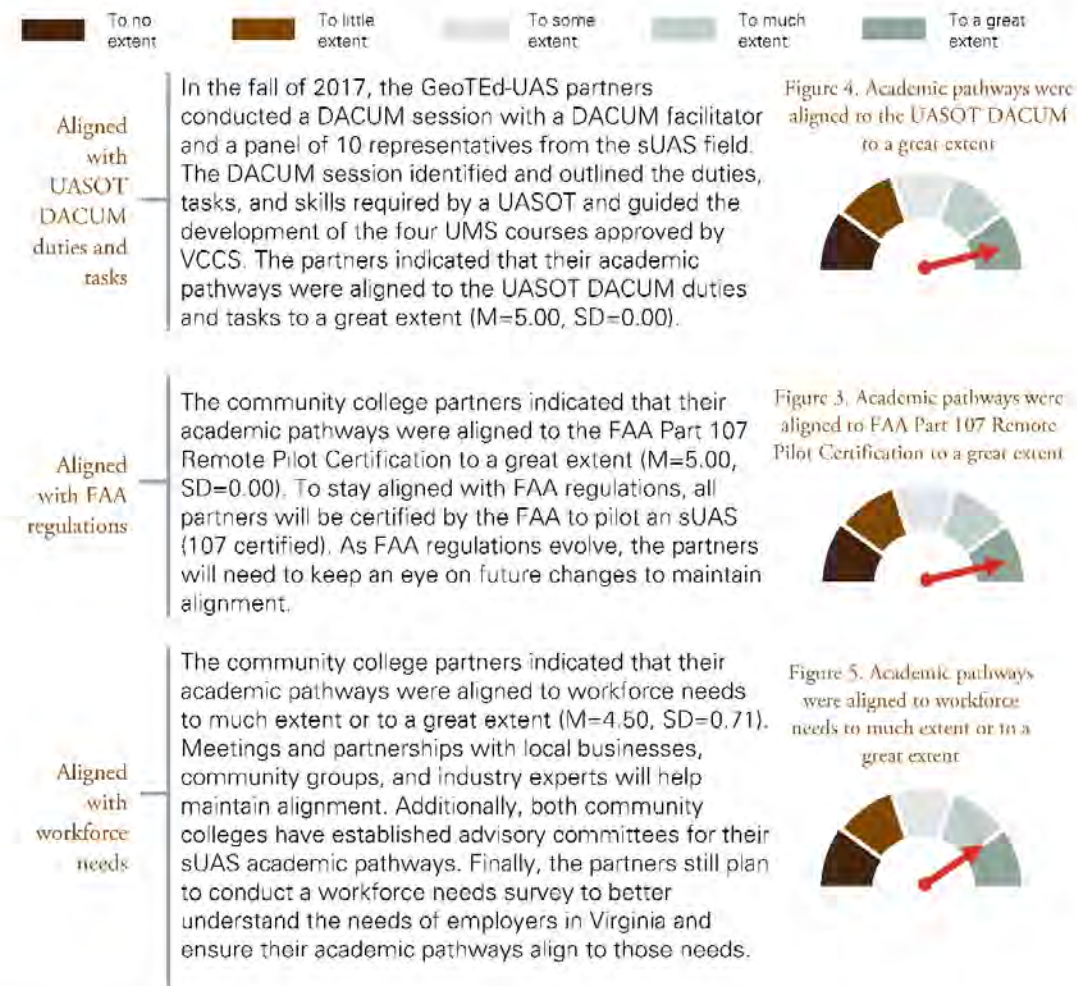 To no
extent
To little
extent
To some
extent
To much
extent
To a great
extent
Aligned
with
UASOT
DACUM
duties and
tasks
In the fall of 2017, the GeoTEd-UAS partners
conducted a DACUM session with a DACUM facilitator
and a panel of 10 representatives from the sUAS field.
The DACUM session identified and outlined the duties,
tasks, and skills required by a UASOT and guided the
development of the four UMS courses approved by
VCCS. The partners indicated that their academic
pathways were aligned to the UASOT DACUM duties
and tasks to a great extent (M=5.00, SD=0.00).
Figure 4. Academic pathways were
aligned to the UASOT DACUM
to a great extent
Aligned
with FAA
regulations
The community college partners indicated that their
academic pathways were aligned to the FAA Part 107
Remote Pilot Certification to a great extent (M=5.00,
SD=0.00). To stay aligned with FAA regulations, all
partners will be certified by the FAA to pilot an sUAS
(107 certified). As FAA regulations evolve, the partners
will need to keep an eye on future changes to maintain
alignment.
Figure 3. Academic pathways were
aligned to FAA Part 107 Remote
Pilot Certification to a great extent
Aligned
with
workforce
needs
The community college partners indicated that their
academic pathways were aligned to workforce needs
to much extent or to a great extent (M=4.50, SD=0.71).
Meetings and partnerships with local businesses,
community groups, and industry experts will help
maintain alignment. Additionally, both community
colleges have established advisory committees for their
sUAS academic pathways. Finally, the partners still plan
to conduct a workforce needs survey to better
understand the needs of employers in Virginia and
ensure their academic pathways align to those needs.
Figure 5. Academic pathways
were aligned to workforce
needs to much extent or to a
great extent